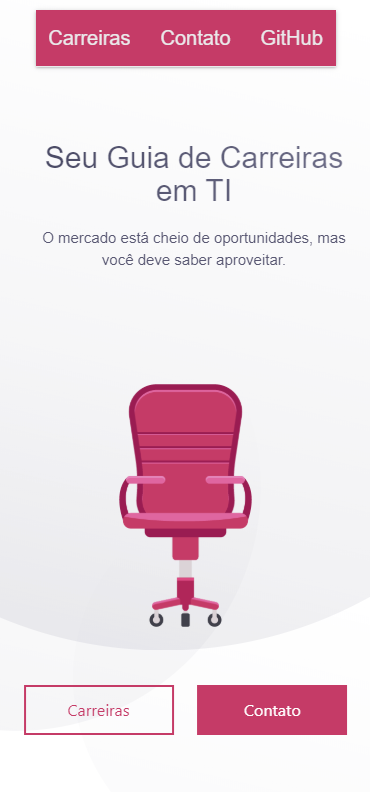 Carreiras Contato GitHub
Seu Guia de Carreiras
em TI
O mercado está cheio de oportunidades, mas
você deve saber aproveitar.
Carreiras Contato